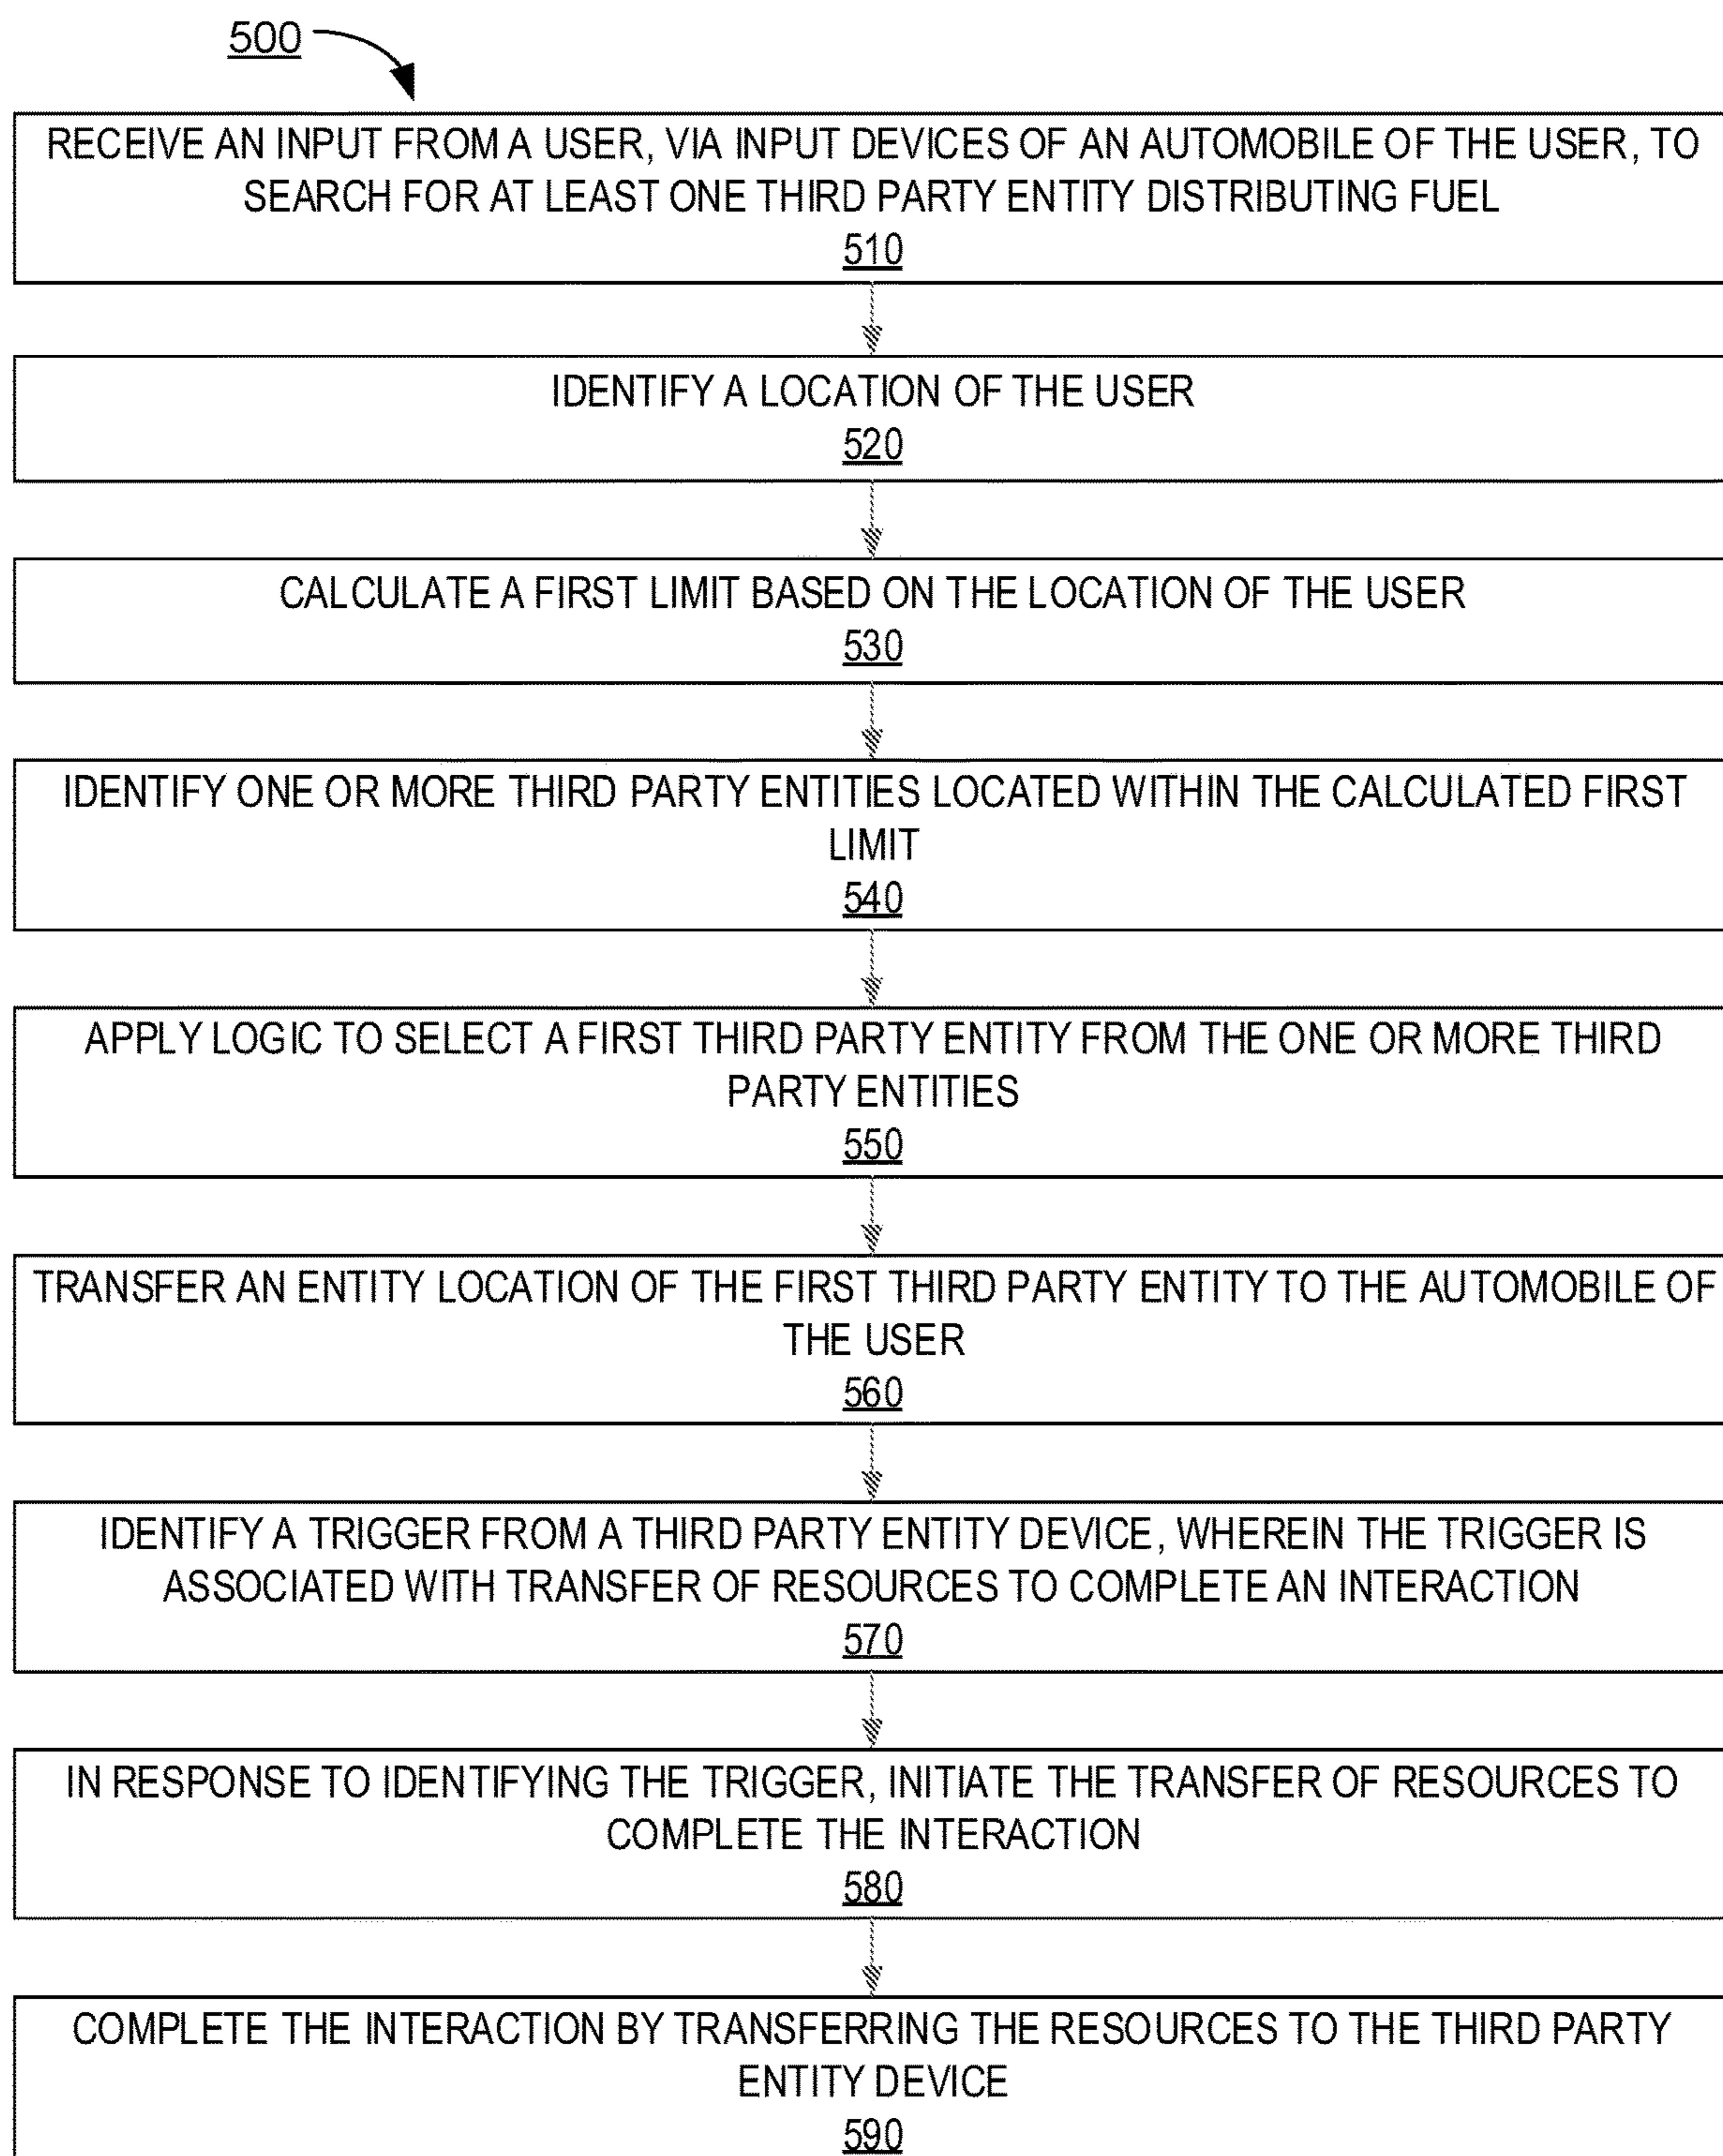 500
RECEIVE AN INPUT FROM A USER, VIA INPUT DEVICES OF AN AUTOMOBILE OF THE USER, TO
SEARCH FOR AT LEAST ONE THIRD PARTY ENTITY DISTRIBUTING FUEL
510
IDENTIFY A LOCATION OF THE USER
520
CALCULATE A FIRST LIMIT BASED ON THE LOCATION OF THE USER
530
IDENTIFY ONE OR MORE THIRD PARTY ENTITIES LOCATED WITHIN THE CALCULATED FIRST
LIMIT
540
APPLY LOGIC TO SELECT A FIRST THIRD PARTY ENTITY FROM THE ONE OR MORE THIRD
PARTY ENTITIES
550
TRANSFER AN ENTITY LOCATION OF THE FIRST THIRD PARTY ENTITY TO THE AUTOMOBILE OF
THE USER
560
IDENTIFY A TRIGGER FROM A THIRD PARTY ENTITY DEVICE, WHEREIN THE TRIGGER IS
ASSOCIATED WITH TRANSFER OF RESOURCES TO COMPLETE AN INTERACTION
570
IN RESPONSE TO IDENTIFYING THE TRIGGER, INITIATE THE TRANSFER OF RESOURCES TO
COMPLETE THE INTERACTION
580
COMPLETE THE INTERACTION BY TRANSFERRING THE RESOURCES TO THE THIRD PARTY
ENTITY DEVICE
590